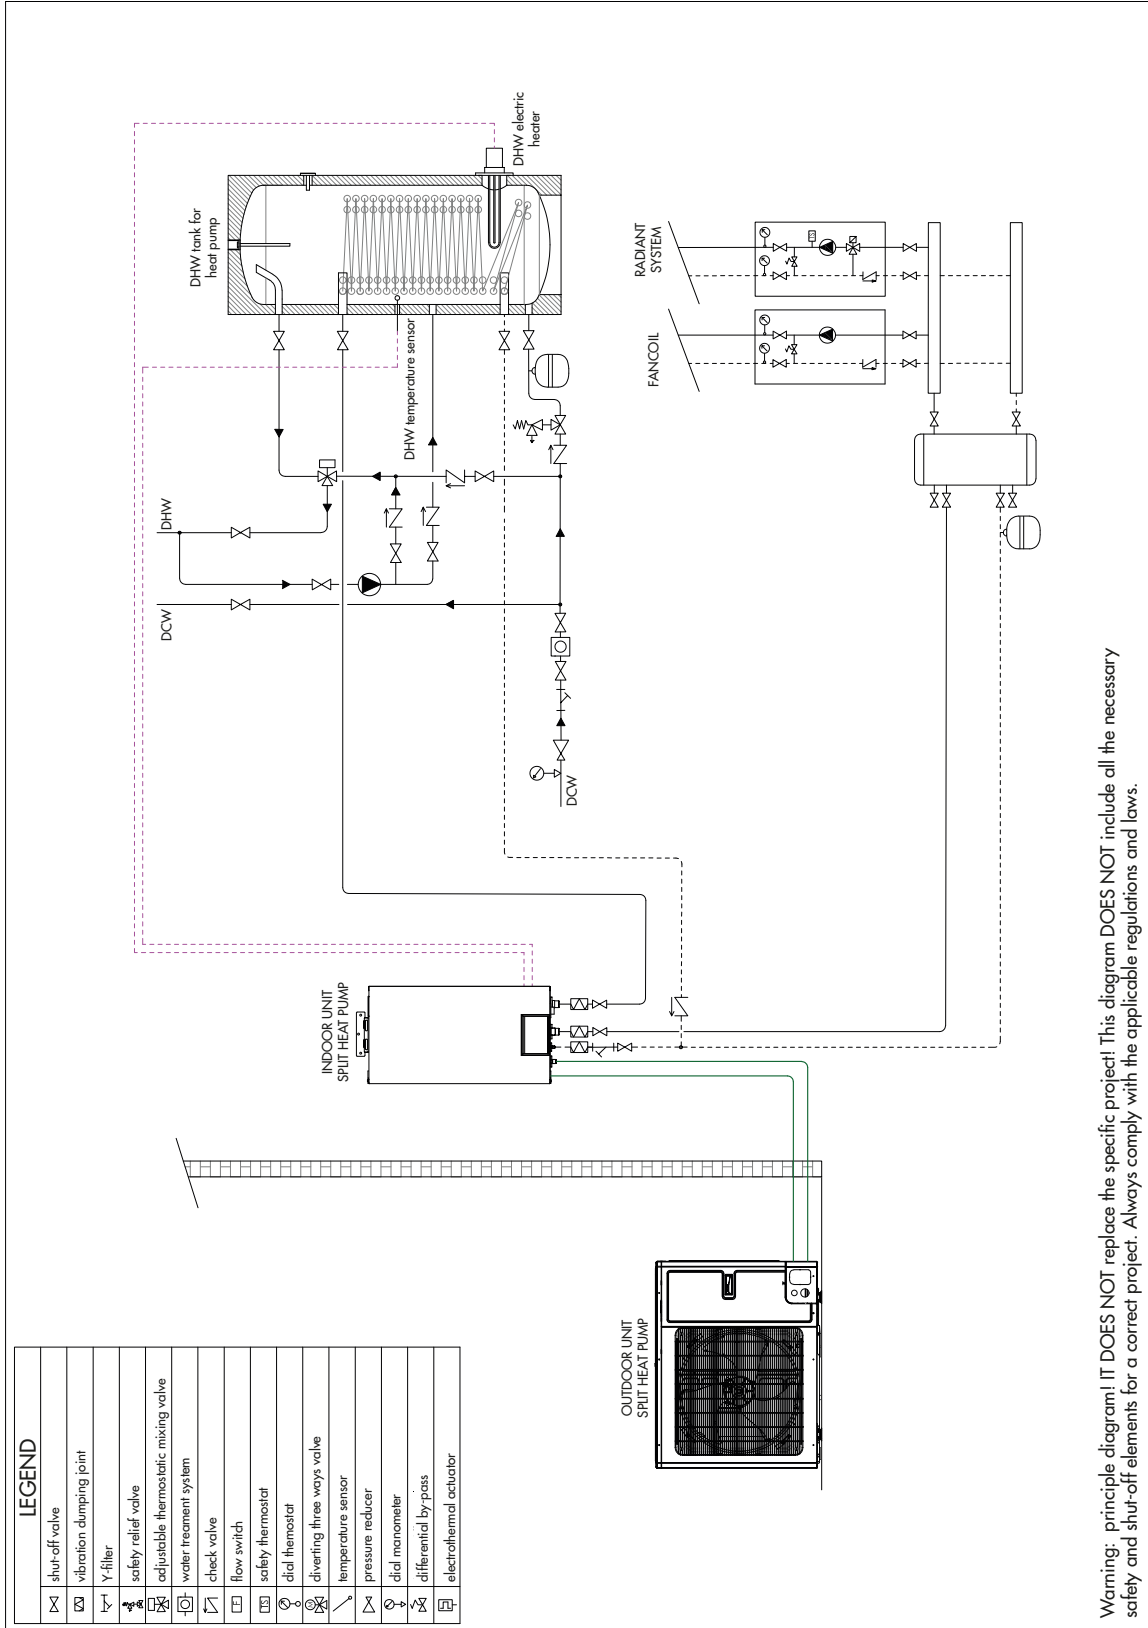 LEGEND
shut-off valve
vibration dumping joint
Y-filter
safety relief valve
adjustable thermostatic mixing valve
water treament system
check valve
F
flow switch
TS
safety thermostat
dial themostat
M
diverting three ways valve
temperature sensor
pressure reducer
dial manometer
differential by-pass
electrothermal actuator
OUTDOOR UNIT
SPLIT HEAT PUMP
INDOOR UNIT
SPLIT HEAT PUMP
DCW
DHW
DCW
DHW tank for
heat pump
DHW temperature sensor
DHW electric
heater
FANCOIL
RADIANT
SYSTEM
TS
Warning: principle diagram! IT DOES NOT replace the specific project! This diagram DOES NOT include all the necessary
safety and shut-off elements for a correct project. Always comply with the applicable regulations and laws.